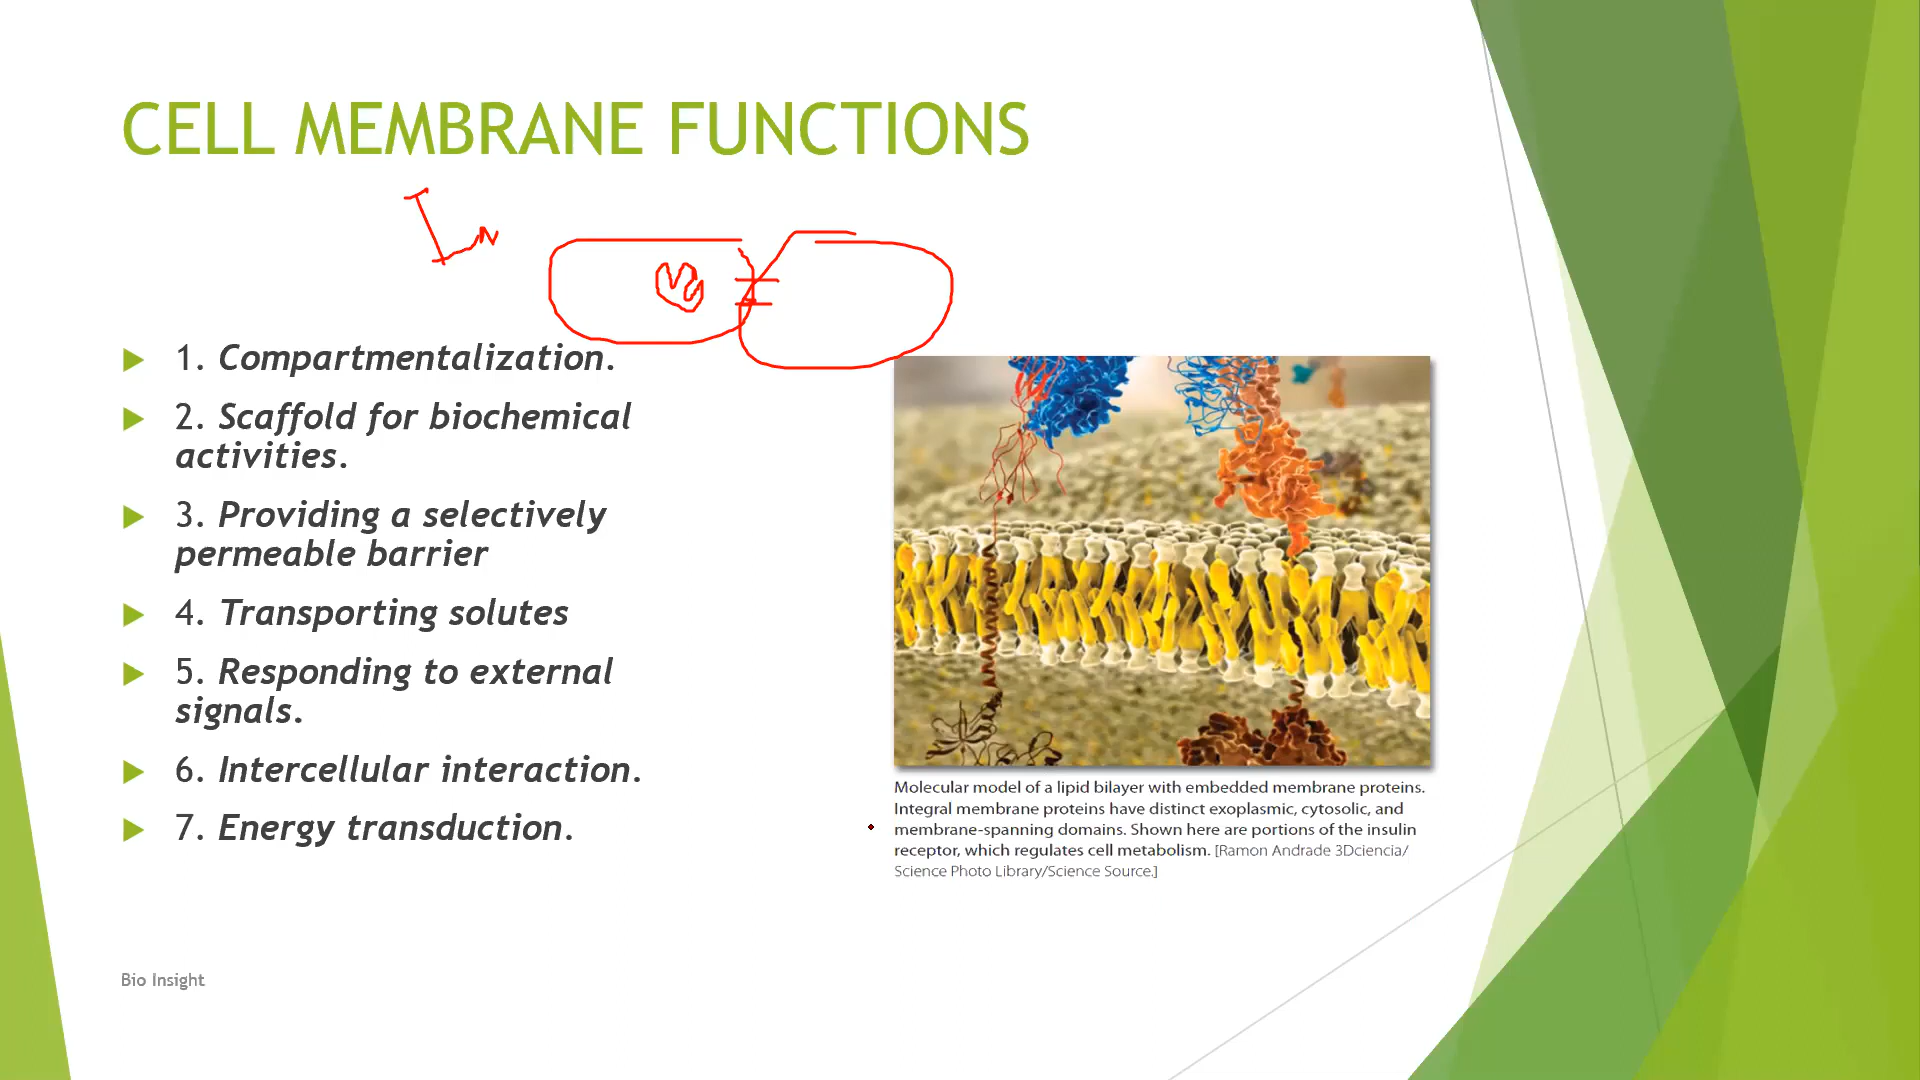 CELL MEMBRANE FUNCTIONS
1. Compartmentalization.
2. Scaffold for biochemical
activities.
3. Providing a selectively
permeable barrier
4. Transporting solutes
5. Responding to external
signals.
6. Intercellular interaction.
7. Energy transduction.
Molecular model of a lipid bilayer with embedded membrane proteins.
Integral membrane proteins have distinct exoplasmic, cytosolic, and
membrane-spanning domains. Shown here are portions of the insulin
receptor, which regulates cell metabolism. [Ramon Andrade 3Dciencia/
Science Photo Library/Science Source.]
Bio Insight